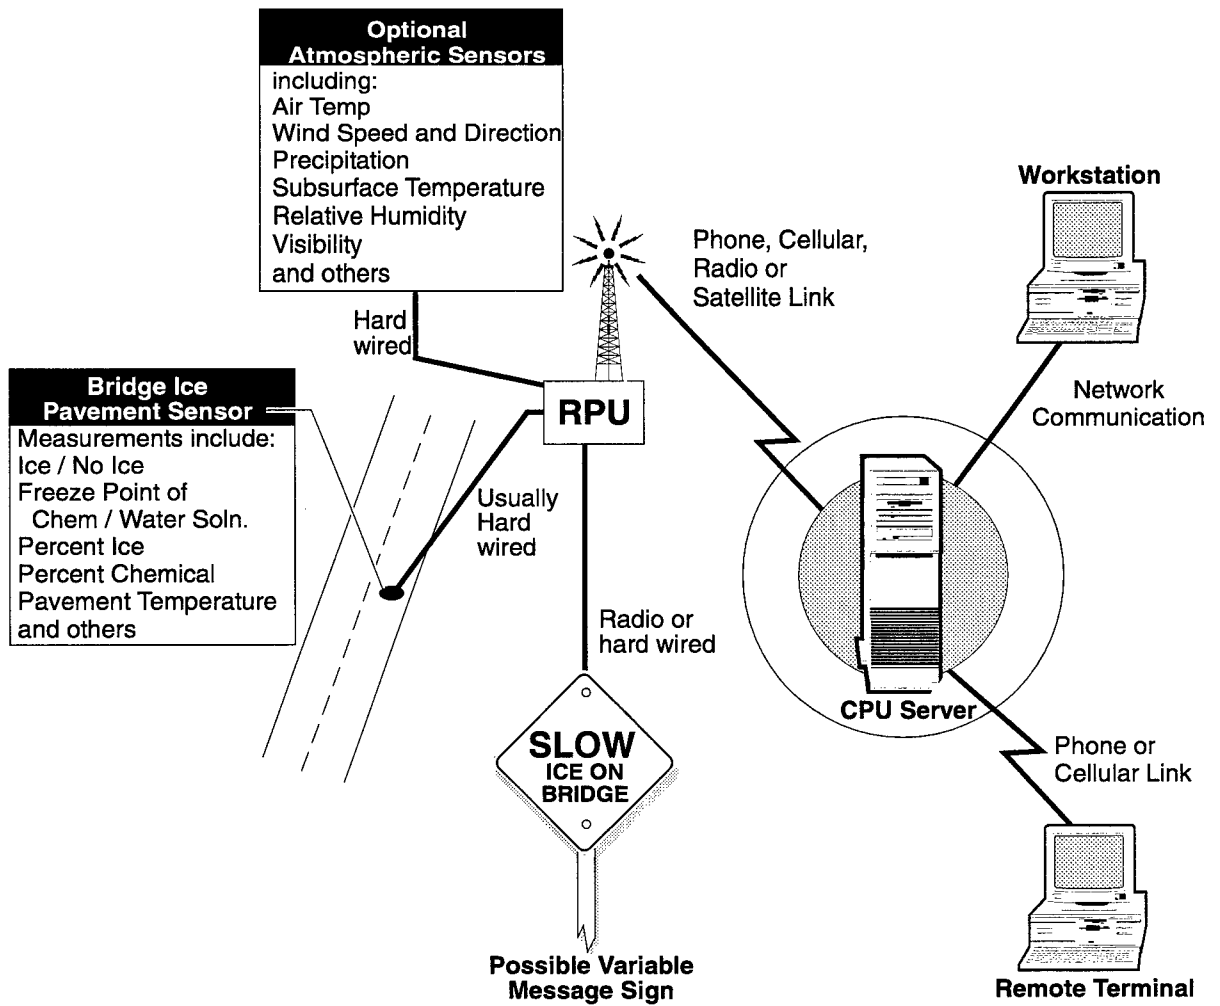 Optional
Atmospheric Sensors
including:
Air Temp
Wind Speed and Direction
Precipitation
Subsurface Temperature
Relative Humidity
Visibility
and others
Hard
wired
Bridge Ice
Pavement Sensor
Measurements include:
Ice / No Ice
Freeze Point of
Chem / Water Soln.
Percent Ice
Percent Chemical
Pavement Temperature
and others
RPU
Usually
Hard
wired
Radio or
hard wired
SLOW
ICE ON
BRIDGE
Possible Variable
Message Sign
Phone, Cellular,
Radio or
Satellite Link
Workstation
Network
Communication
CPU Server
Phone or
Cellular Link
Remote Terminal